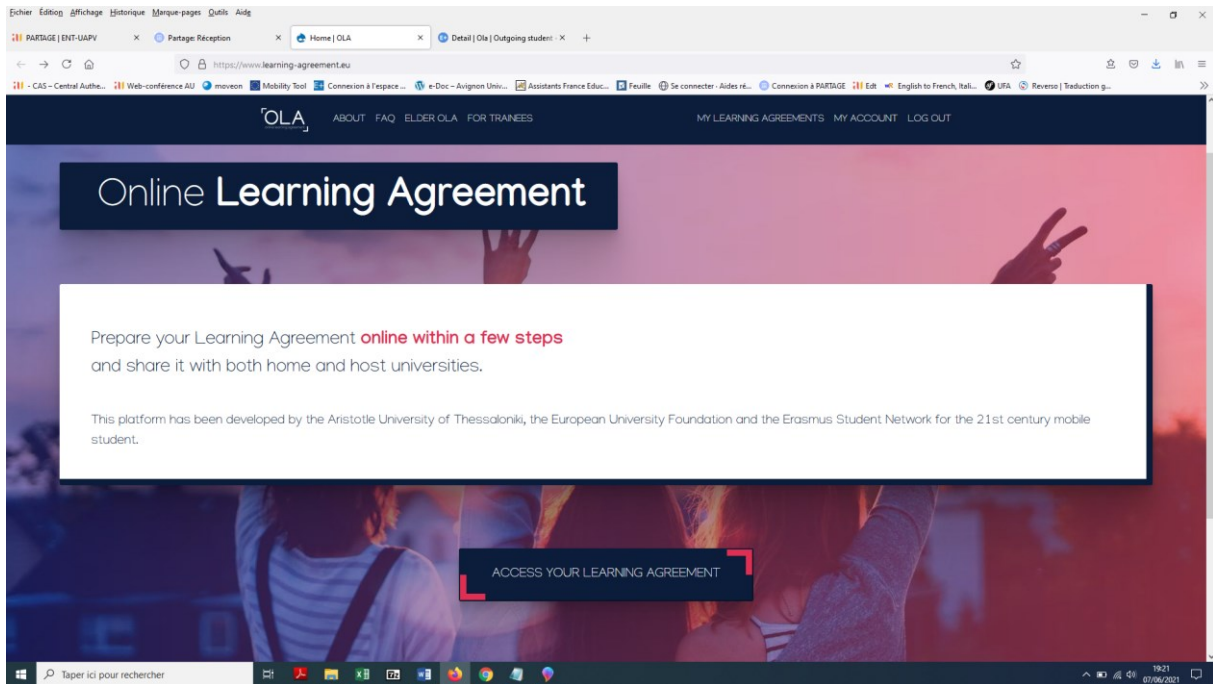 Fichier Édition Affichage Historique Marque-pages Outils Aide
PARTAGE | ENT-UAPV × Partage: Réception × Home | OLA × Detail | Ola | Outgoing student × +
https://www.learning-agreement.eu
- CAS – Central Authe... Web-conférence AU moveon Mobility Tool Connexion à l'espace ... e-Doc – Avignon Univ... Assistants France Educ... Feuille Se connecter · Aides ré... Connexion à PARTAGE Edt English to French, Itali... UFA Reverso | Traduction g...
OLA ABOUT FAQ ELDER OLA FOR TRAINEES MY LEARNING AGREEMENTS MY ACCOUNT LOG OUT
Online Learning Agreement
Prepare your Learning Agreement online within a few steps
and share it with both home and host universities.
This platform has been developed by the Aristotle University of Thessaloniki, the European University Foundation and the Erasmus Student Network for the 21st century mobile
student.
ACCESS YOUR LEARNING AGREEMENT
Taper ici pour rechercher
19:21
07/06/2021